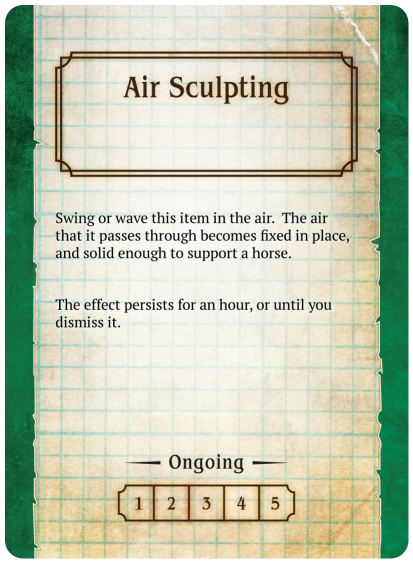 Air Sculpting
Swing or wave this item in the air.  The air
that it passes through becomes fixed in place,
and solid enough to support a horse.
The effect persists for an hour, or until you
dismiss it.
Ongoing
1 2 3 4 5